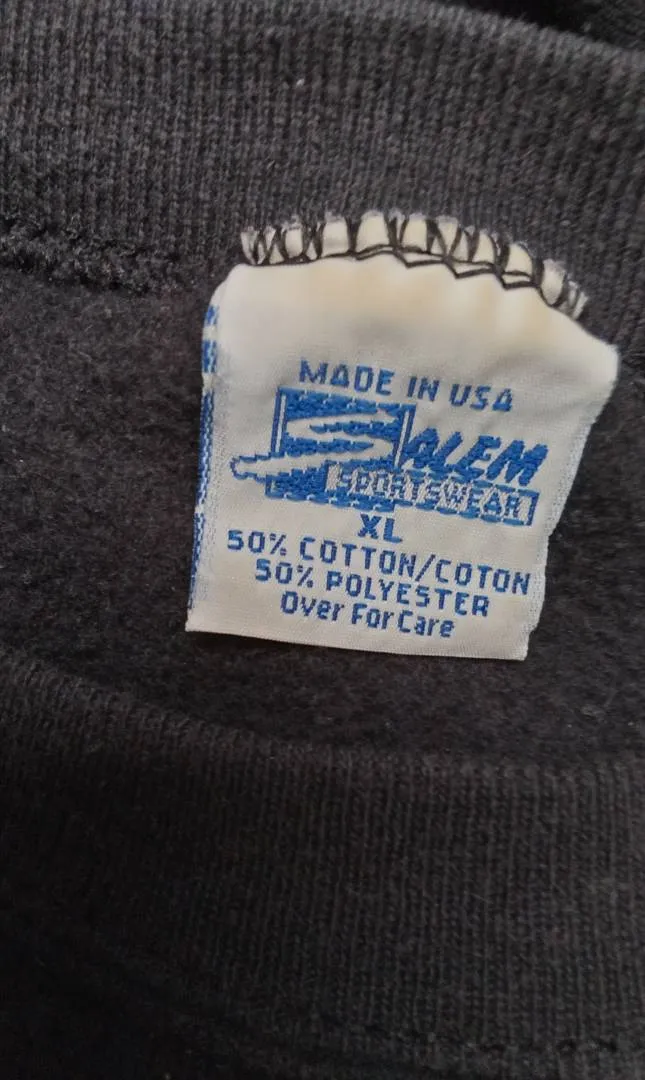 MADE IN USA
SALEM
SPORTSWEAR
XL
50% COTTON/COTON
50% POLYESTER
Over For Care